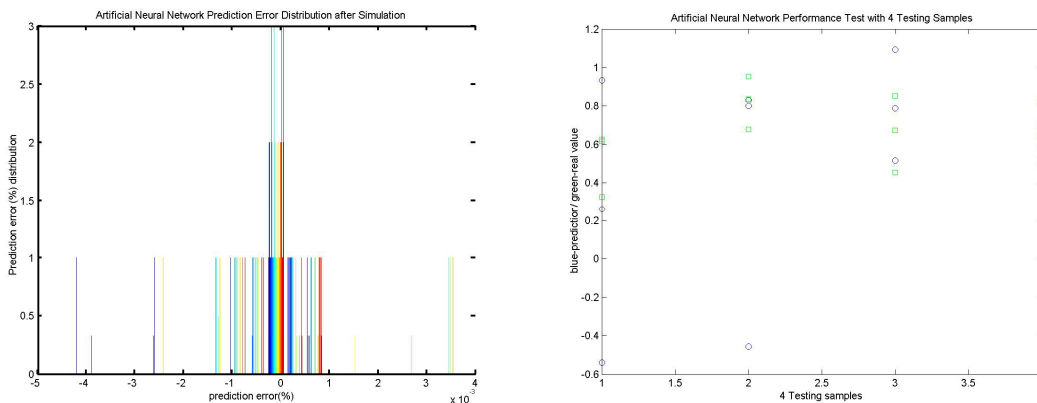 Artificial Neural Network Prediction Error Distribution after Simulation
Prediction error (%) distribution
3
2.5
2
1.5
1
0.5
0
-5 -4 -3 -2 -1 0 1 2 3 4
prediction error(%)
x 10⁻³
Artificial Neural Network Performance Test with 4 Testing Samples
blue-predictior/ green-real value
1.2
1
0.8
0.6
0.4
0.2
0
-0.2
-0.4
-0.6
1 1.5 2 2.5 3 3.5
4 Testing samples